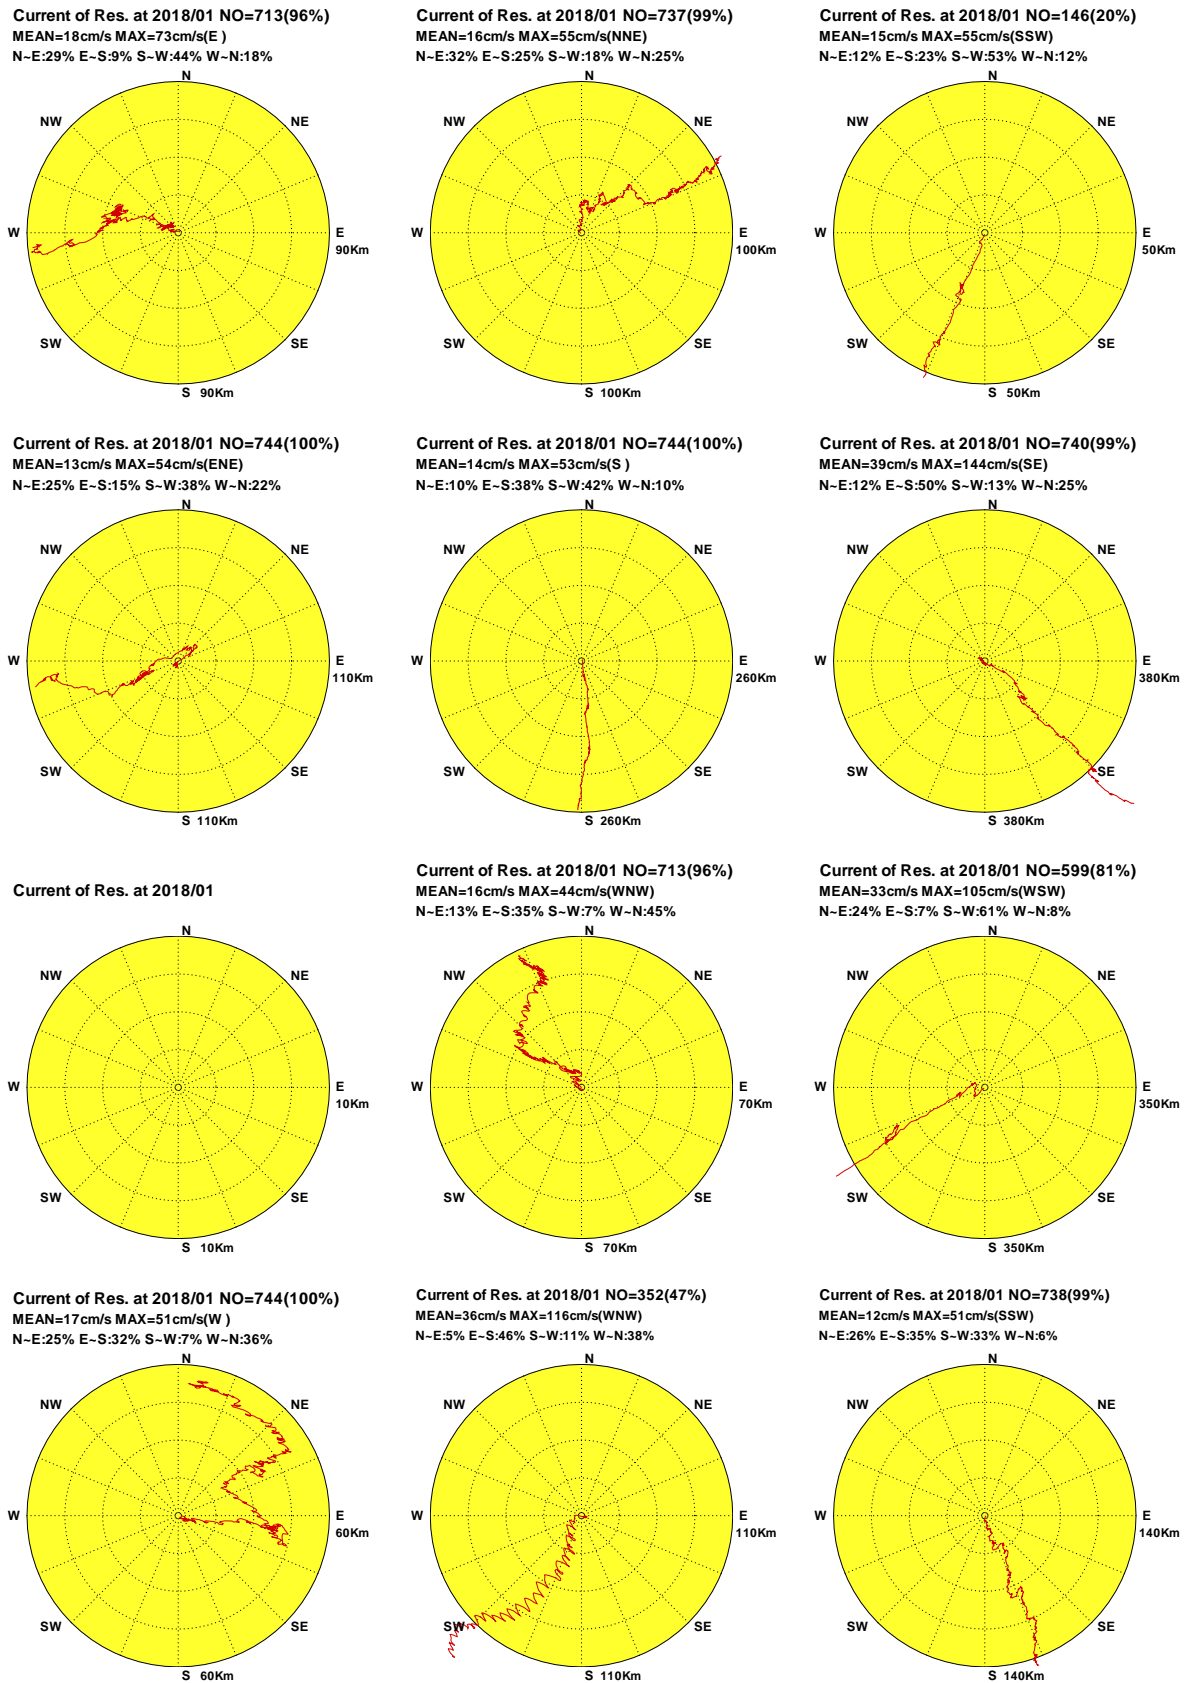 Current of Res. at 2018/01 NO=713(96%)
MEAN=18cm/s MAX=73cm/s(E )
N~E:29% E~S:9% S~W:44% W~N:18%
N
NW
NE
W
E
90Km
SW
SE
S 90Km
Current of Res. at 2018/01 NO=737(99%)
MEAN=16cm/s MAX=55cm/s(NNE)
N~E:32% E~S:25% S~W:18% W~N:25%
N
NW
NE
W
E
100Km
SW
SE
S 100Km
Current of Res. at 2018/01 NO=146(20%)
MEAN=15cm/s MAX=55cm/s(SSW)
N~E:12% E~S:23% S~W:53% W~N:12%
N
NW
NE
W
E
50Km
SW
SE
S 50Km
Current of Res. at 2018/01 NO=744(100%)
MEAN=13cm/s MAX=54cm/s(ENE)
N~E:25% E~S:15% S~W:38% W~N:22%
N
NW
NE
W
E
110Km
SW
SE
S 110Km
Current of Res. at 2018/01 NO=744(100%)
MEAN=14cm/s MAX=53cm/s(S )
N~E:10% E~S:38% S~W:42% W~N:10%
N
NW
NE
W
E
260Km
SW
SE
S 260Km
Current of Res. at 2018/01 NO=740(99%)
MEAN=39cm/s MAX=144cm/s(SE)
N~E:12% E~S:50% S~W:13% W~N:25%
N
NW
NE
W
E
380Km
SW
SE
S 380Km
Current of Res. at 2018/01
N
NW
NE
W
E
10Km
SW
SE
S 10Km
Current of Res. at 2018/01 NO=713(96%)
MEAN=16cm/s MAX=44cm/s(WNW)
N~E:13% E~S:35% S~W:7% W~N:45%
N
NW
NE
W
E
70Km
SW
SE
S 70Km
Current of Res. at 2018/01 NO=599(81%)
MEAN=33cm/s MAX=105cm/s(WSW)
N~E:24% E~S:7% S~W:61% W~N:8%
N
NW
NE
W
E
350Km
SW
SE
S 350Km
Current of Res. at 2018/01 NO=744(100%)
MEAN=17cm/s MAX=51cm/s(W )
N~E:25% E~S:32% S~W:7% W~N:36%
N
NW
NE
W
E
60Km
SW
SE
S 60Km
Current of Res. at 2018/01 NO=352(47%)
MEAN=36cm/s MAX=116cm/s(WNW)
N~E:5% E~S:46% S~W:11% W~N:38%
N
NW
NE
W
E
110Km
SW
SE
S 110Km
Current of Res. at 2018/01 NO=738(99%)
MEAN=12cm/s MAX=51cm/s(SSW)
N~E:26% E~S:35% S~W:33% W~N:6%
N
NW
NE
W
E
140Km
SW
SE
S 140Km